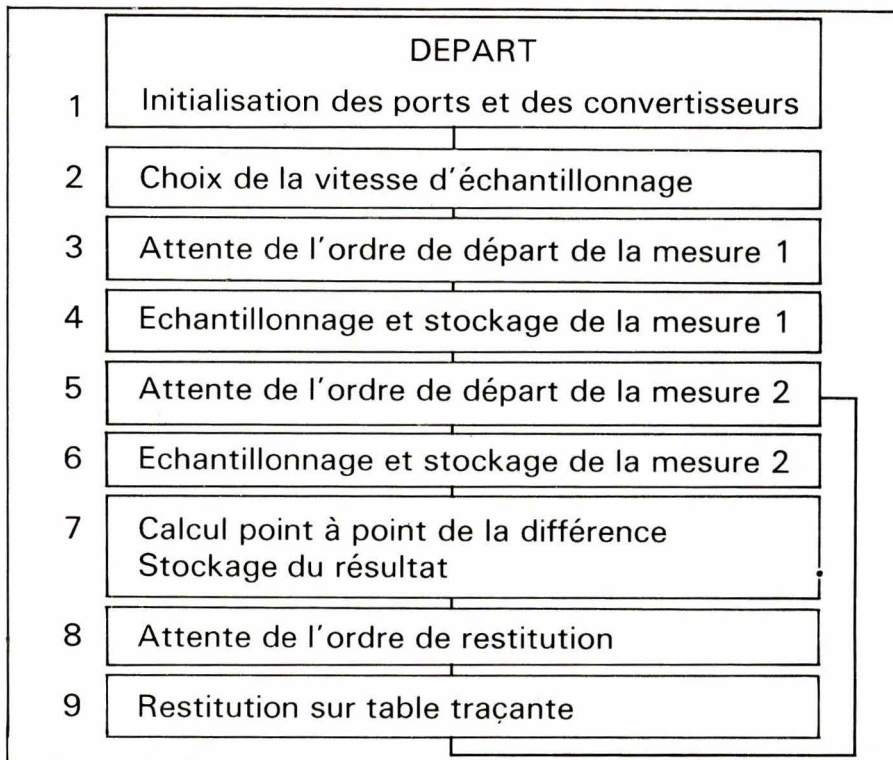 DEPART
1 Initialisation des ports et des convertisseurs
2 Choix de la vitesse d'échantillonnage
3 Attente de l'ordre de départ de la mesure 1
4 Echantillonnage et stockage de la mesure 1
5 Attente de l'ordre de départ de la mesure 2
6 Echantillonnage et stockage de la mesure 2
7 Calcul point à point de la différence
Stockage du résultat
8 Attente de l'ordre de restitution
9 Restitution sur table traçante